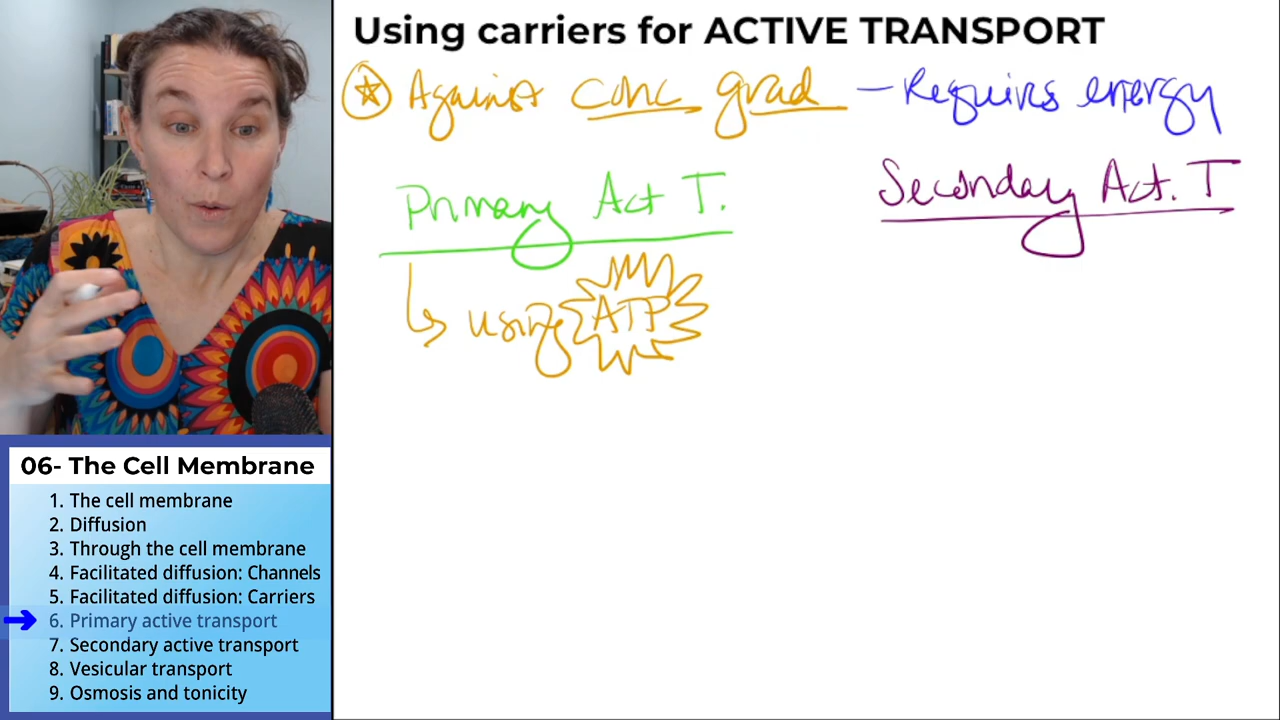 Using carriers for ACTIVE TRANSPORT
Against conc grad – Requires energy
Primary Act T.
Seconday Act. T
using ATP
06- The Cell Membrane
1. The cell membrane
2. Diffusion
3. Through the cell membrane
4. Facilitated diffusion: Channels
5. Facilitated diffusion: Carriers
6. Primary active transport
7. Secondary active transport
8. Vesicular transport
9. Osmosis and tonicity